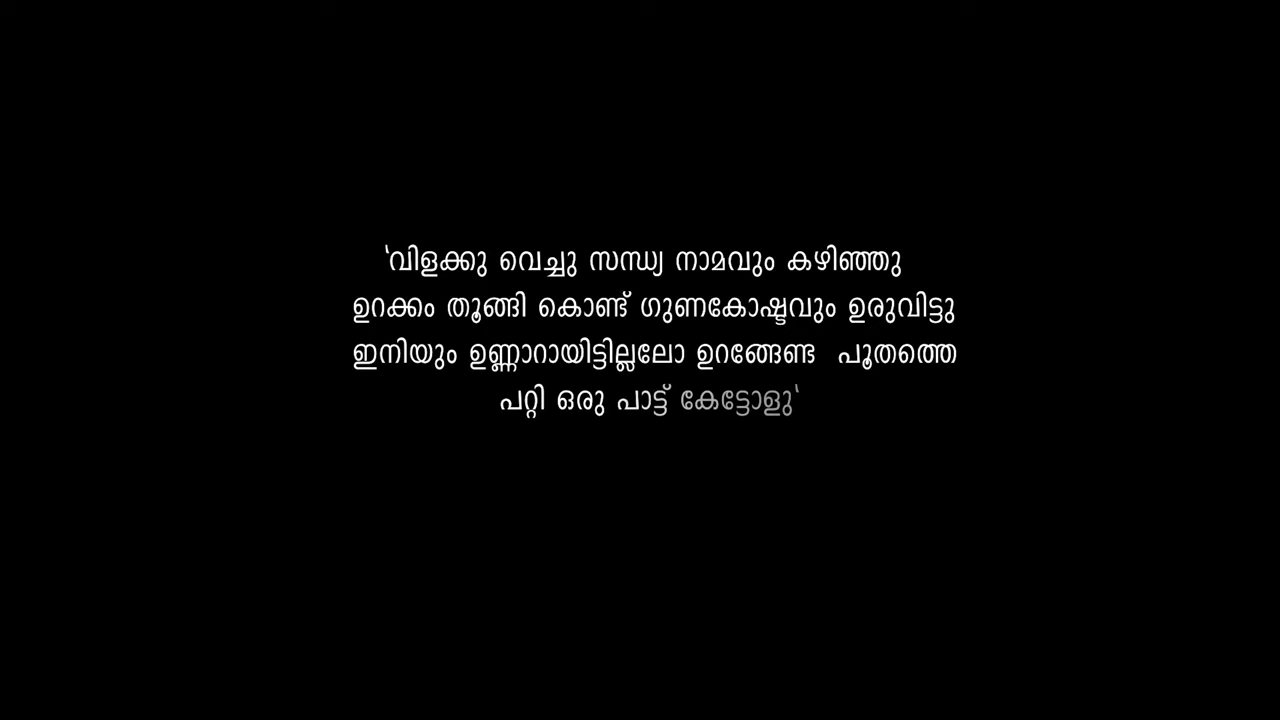 'വിളക്കു വെച്ചു സന്ധ്യ നാമവും കഴിഞ്ഞു
ഉറക്കം തൂങ്ങി കൊണ്ട് ഗുണകോഷ്ടവും ഉരുവിട്ടു
ഇനിയും ഉണ്ണാറായിട്ടില്ലലോ ഉറങ്ങേണ്ട പൂതത്തെ
പറ്റി ഒരു പാട്ട് കേട്ടോളു'